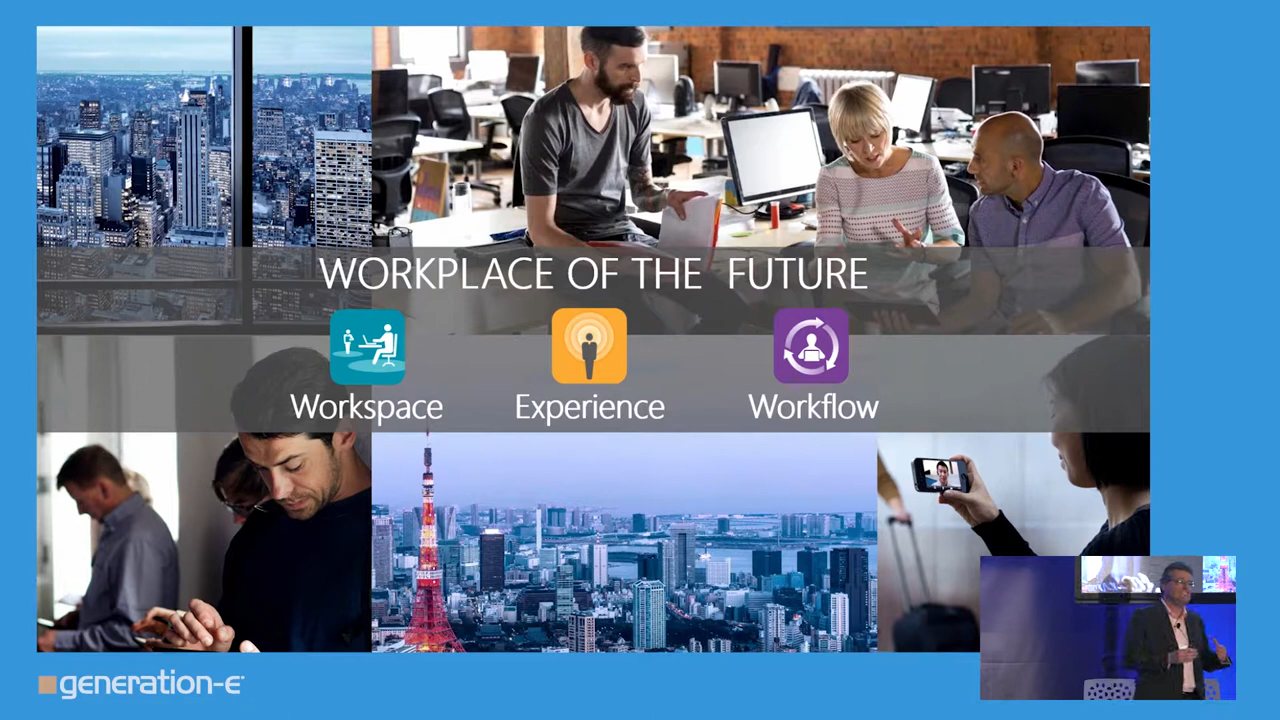 WORKPLACE OF THE FUTURE
Workspace
Experience
Workflow
generation-e